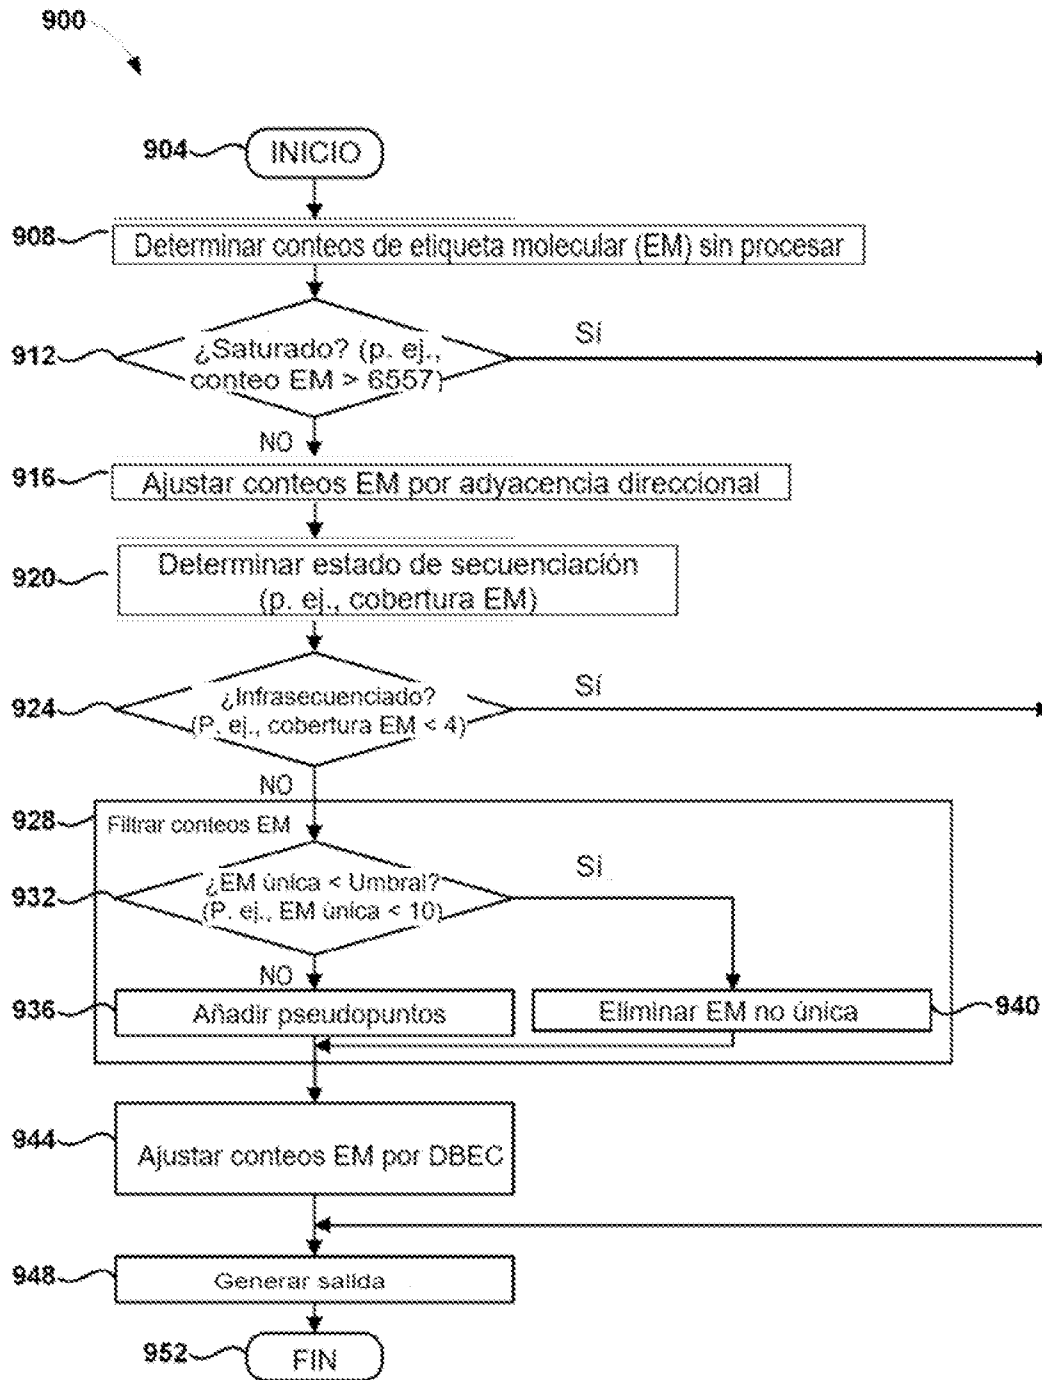 900
904
INICIO
908
Determinar conteos de etiqueta molecular (EM) sin procesar
912
¿Saturado? (p. ej.,
conteo EM > 6557)
Sí
NO
916
Ajustar conteos EM por adyacencia direccional
920
Determinar estado de secuenciación
(p. ej., cobertura EM)
924
¿Infrasecuenciado?
(P. ej., cobertura EM < 4)
Sí
NO
928
Filtrar conteos EM
932
¿EM única < Umbral?
(P. ej., EM única < 10)
Sí
NO
936
Añadir pseudopuntos
Eliminar EM no única
940
944
Ajustar conteos EM por DBEC
948
Generar salida
952
FIN